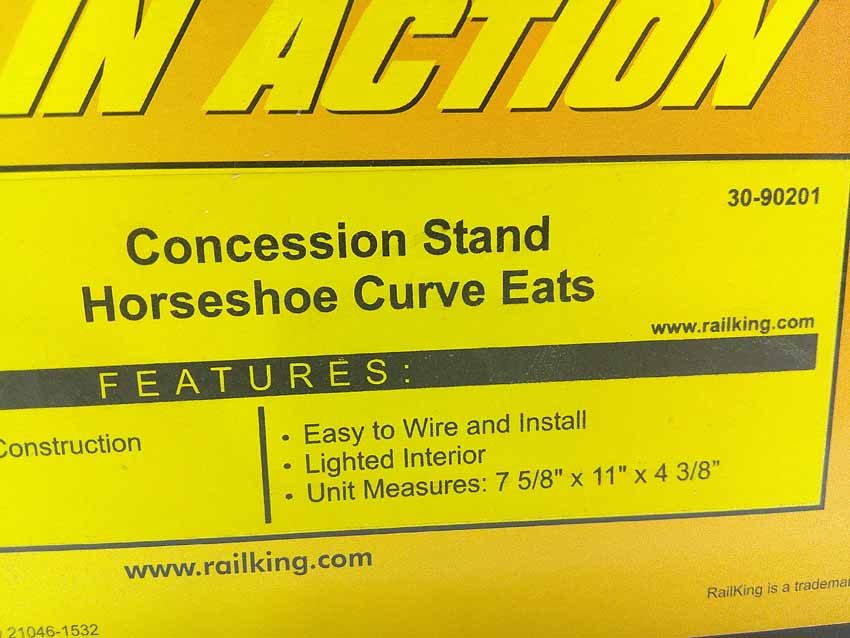 IN ACTION
30-90201
Concession Stand
Horseshoe Curve Eats
www.railking.com
FEATURES:
Construction
• Easy to Wire and Install
• Lighted Interior
• Unit Measures: 7 5/8" x 11" x 4 3/8"
www.railking.com
RailKing is a
21046-1532